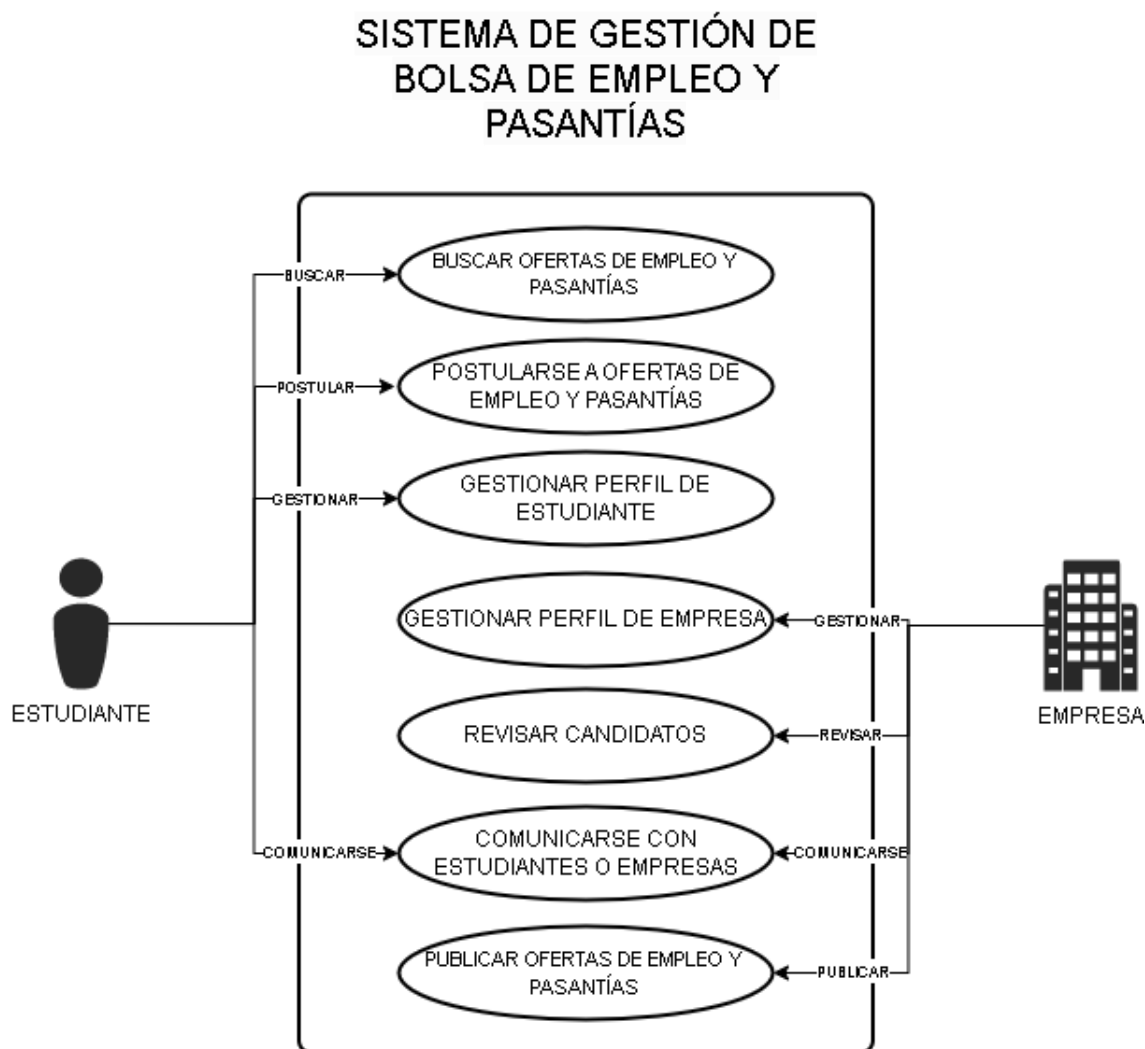 SISTEMA DE GESTIÓN DE
BOLSA DE EMPLEO Y
PASANTÍAS
BUSCAR
BUSCAR OFERTAS DE EMPLEO Y
PASANTÍAS
POSTULAR
POSTULARSE A OFERTAS DE
EMPLEO Y PASANTÍAS
GESTIONAR
GESTIONAR PERFIL DE
ESTUDIANTE
ESTUDIANTE
GESTIONAR PERFIL DE EMPRESA
GESTIONAR
EMPRESA
REVISAR CANDIDATOS
REVISAR
COMUNICARSE
COMUNICARSE CON
ESTUDIANTES O EMPRESAS
COMUNICARSE
PUBLICAR OFERTAS DE EMPLEO Y
PASANTÍAS
PUBLICAR